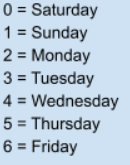 0 = Saturday
1 = Sunday
2 = Monday
3 = Tuesday
4 = Wednesday
5 = Thursday
6 = Friday